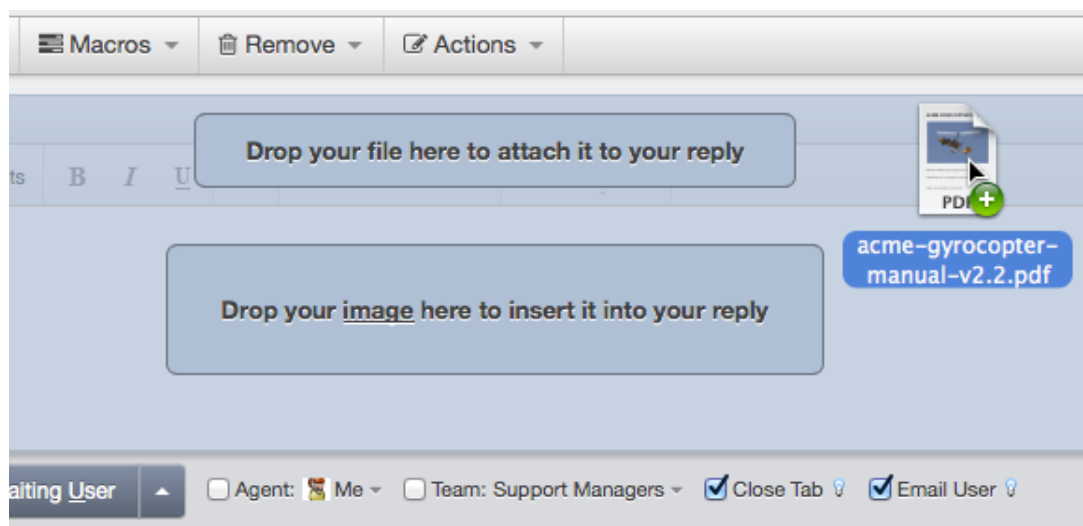 Macros Remove Actions
Drop your file here to attach it to your reply
ts B I U
PDF
acme-gyrocopter-
manual-v2.2.pdf
Drop your image here to insert it into your reply
aiting User Agent: Me Team: Support Managers Close Tab Email User